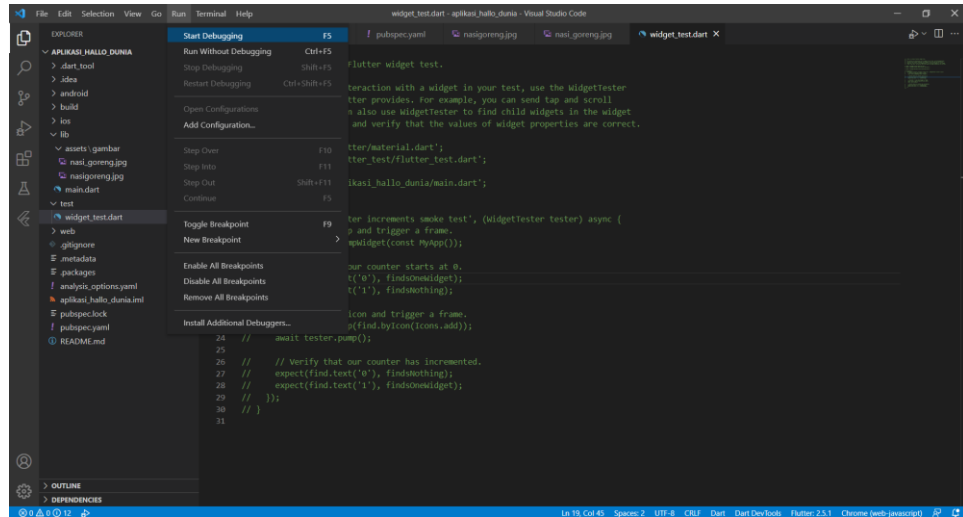 File Edit Selection View Go Run Terminal Help
widget_test.dart - aplikasi_hallo_dunia - Visual Studio Code
EXPLORER
APLIKASI_HALLO_DUNIA
.dart_tool
.idea
android
build
ios
lib
assets \ gambar
nasi_goreng.jpg
nasigoreng.jpg
main.dart
test
widget_test.dart
web
.gitignore
.metadata
.packages
analysis_options.yaml
aplikasi_hallo_dunia.iml
pubspec.lock
pubspec.yaml
README.md
OUTLINE
DEPENDENCIES
Start Debugging F5
Run Without Debugging Ctrl+F5
Stop Debugging Shift+F5
Restart Debugging Ctrl+Shift+F5
Open Configurations
Add Configuration...
Step Over F10
Step Into F11
Step Out Shift+F11
Continue F5
Toggle Breakpoint F9
New Breakpoint
Enable All Breakpoints
Disable All Breakpoints
Remove All Breakpoints
Install Additional Debuggers...
pubspec.yaml nasigoreng.jpg nasi_goreng.jpg widget_test.dart
Flutter widget test.
teraction with a widget in your test, use the WidgetTester
tter provides. For example, you can send tap and scroll
n also use WidgetTester to find child widgets in the widget
and verify that the values of widget properties are correct.
tter/material.dart';
tter_test/flutter_test.dart';
ikasi_hallo_dunia/main.dart';
ter increments smoke test', (WidgetTester tester) async {
p and trigger a frame.
mpWidget(const MyApp());
our counter starts at 0.
t('0'), findsOneWidget);
t('1'), findsNothing);
icon and trigger a frame.
p(find.byIcon(Icons.add));
24 // await tester.pump();
25
26 // // Verify that our counter has incremented.
27 // expect(find.text('0'), findsNothing);
28 // expect(find.text('1'), findsOneWidget);
29 // });
30 // }
31
0 0 12 Ln 19, Col 45 Spaces: 2 UTF-8 CRLF Dart Dart DevTools Flutter: 2.5.1 Chrome (web-javascript)